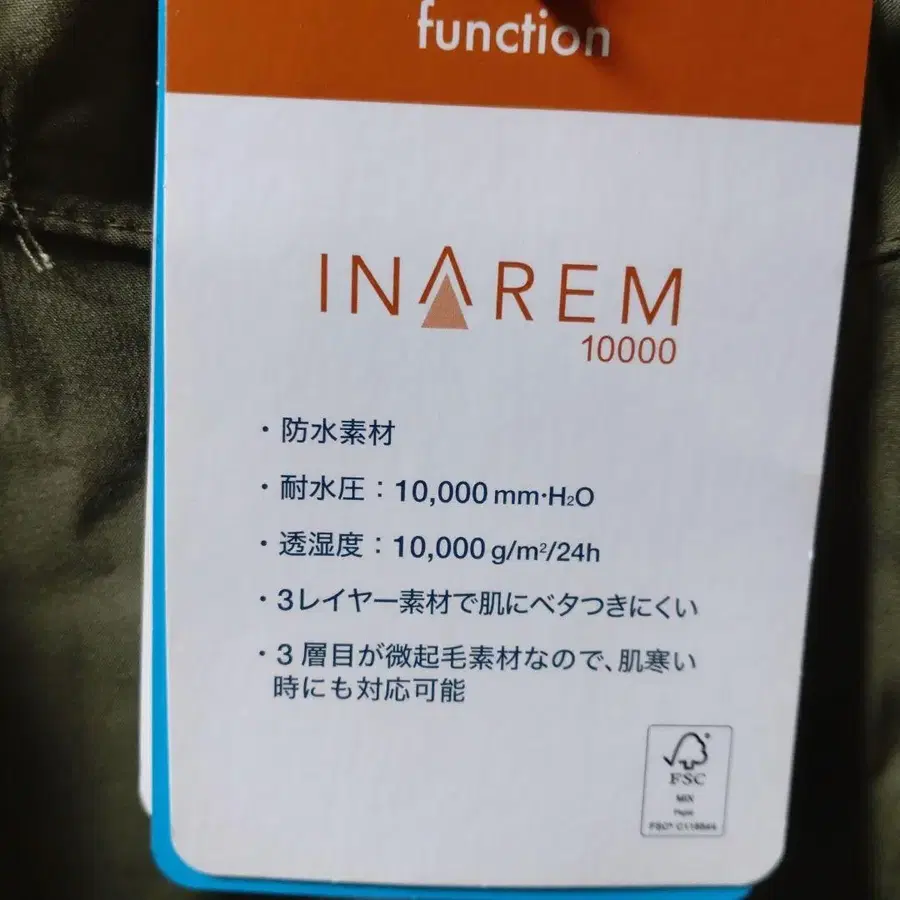 function
INAREM
10000
・防水素材
・耐水圧：10,000 mm·H₂O
・透湿度：10,000 g/m²/24h
・3レイヤー素材で肌にベタつきにくい
・3層目が微起毛素材なので、肌寒い
時にも対応可能
FSC
MIX
Paper